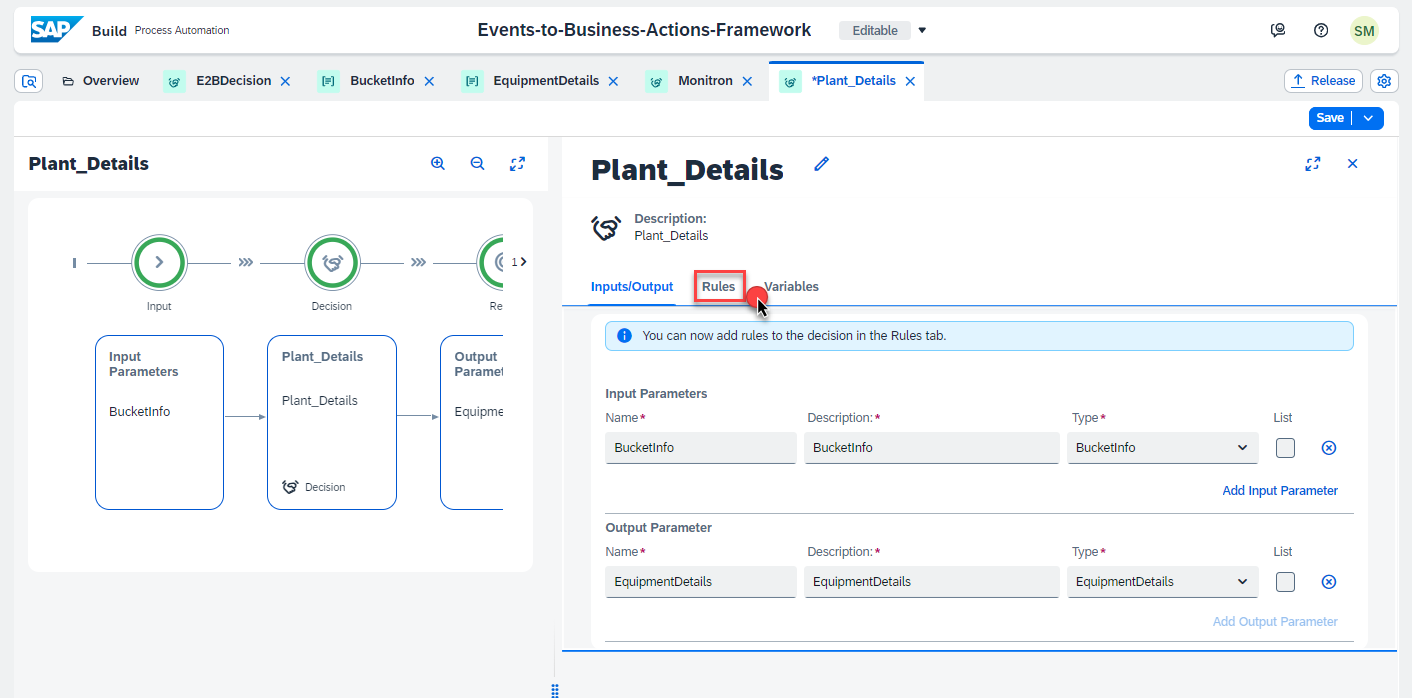 SAP Build Process Automation
Events-to-Business-Actions-Framework
Editable
SM
Overview
E2BDecision
BucketInfo
EquipmentDetails
Monitron
*Plant_Details
Release
Save
Plant_Details
Input
Decision
Re
1
Input
Parameters
BucketInfo
Plant_Details
Plant_Details
Decision
Output
Paramet
Equipme
Plant_Details
Description:
Plant_Details
Inputs/Output
Rules
Variables
You can now add rules to the decision in the Rules tab.
Input Parameters
Name* Description:* Type* List
BucketInfo BucketInfo BucketInfo
Add Input Parameter
Output Parameter
Name* Description:* Type* List
EquipmentDetails EquipmentDetails EquipmentDetails
Add Output Parameter